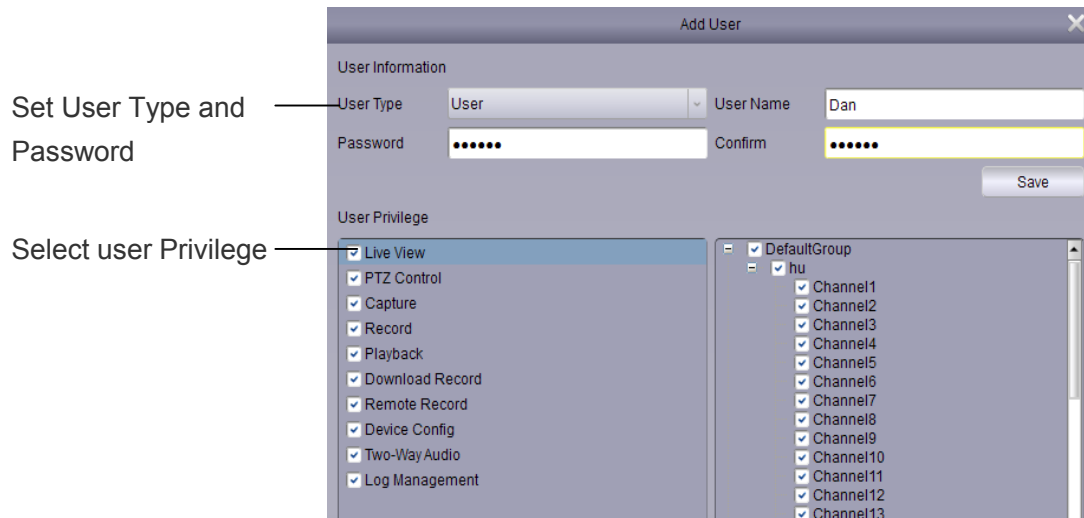 Add User
User Information
Set User Type and
Password
User Type User User Name Dan
Password •••••• Confirm ••••••
Save
User Privilege
Select user Privilege
Live View
PTZ Control
Capture
Record
Playback
Download Record
Remote Record
Device Config
Two-Way Audio
Log Management
DefaultGroup
hu
Channel1
Channel2
Channel3
Channel4
Channel5
Channel6
Channel7
Channel8
Channel9
Channel10
Channel11
Channel12
Channel13